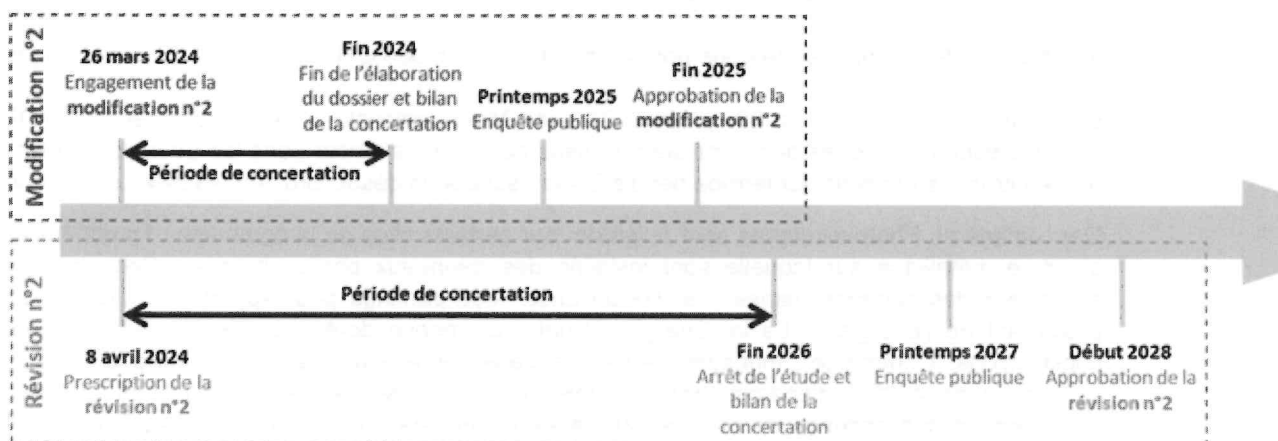 Modification n°2
26 mars 2024
Engagement de la
modification n°2
Fin 2024
Fin de l'élaboration
du dossier et bilan
de la concertation
Printemps 2025
Enquête publique
Fin 2025
Approbation de la
modification n°2
Période de concertation
Révision n°2
Période de concertation
8 avril 2024
Prescription de la
révision n°2
Fin 2026
Arrêt de l'étude et
bilan de la
concertation
Printemps 2027
Enquête publique
Début 2028
Approbation de la
révision n°2